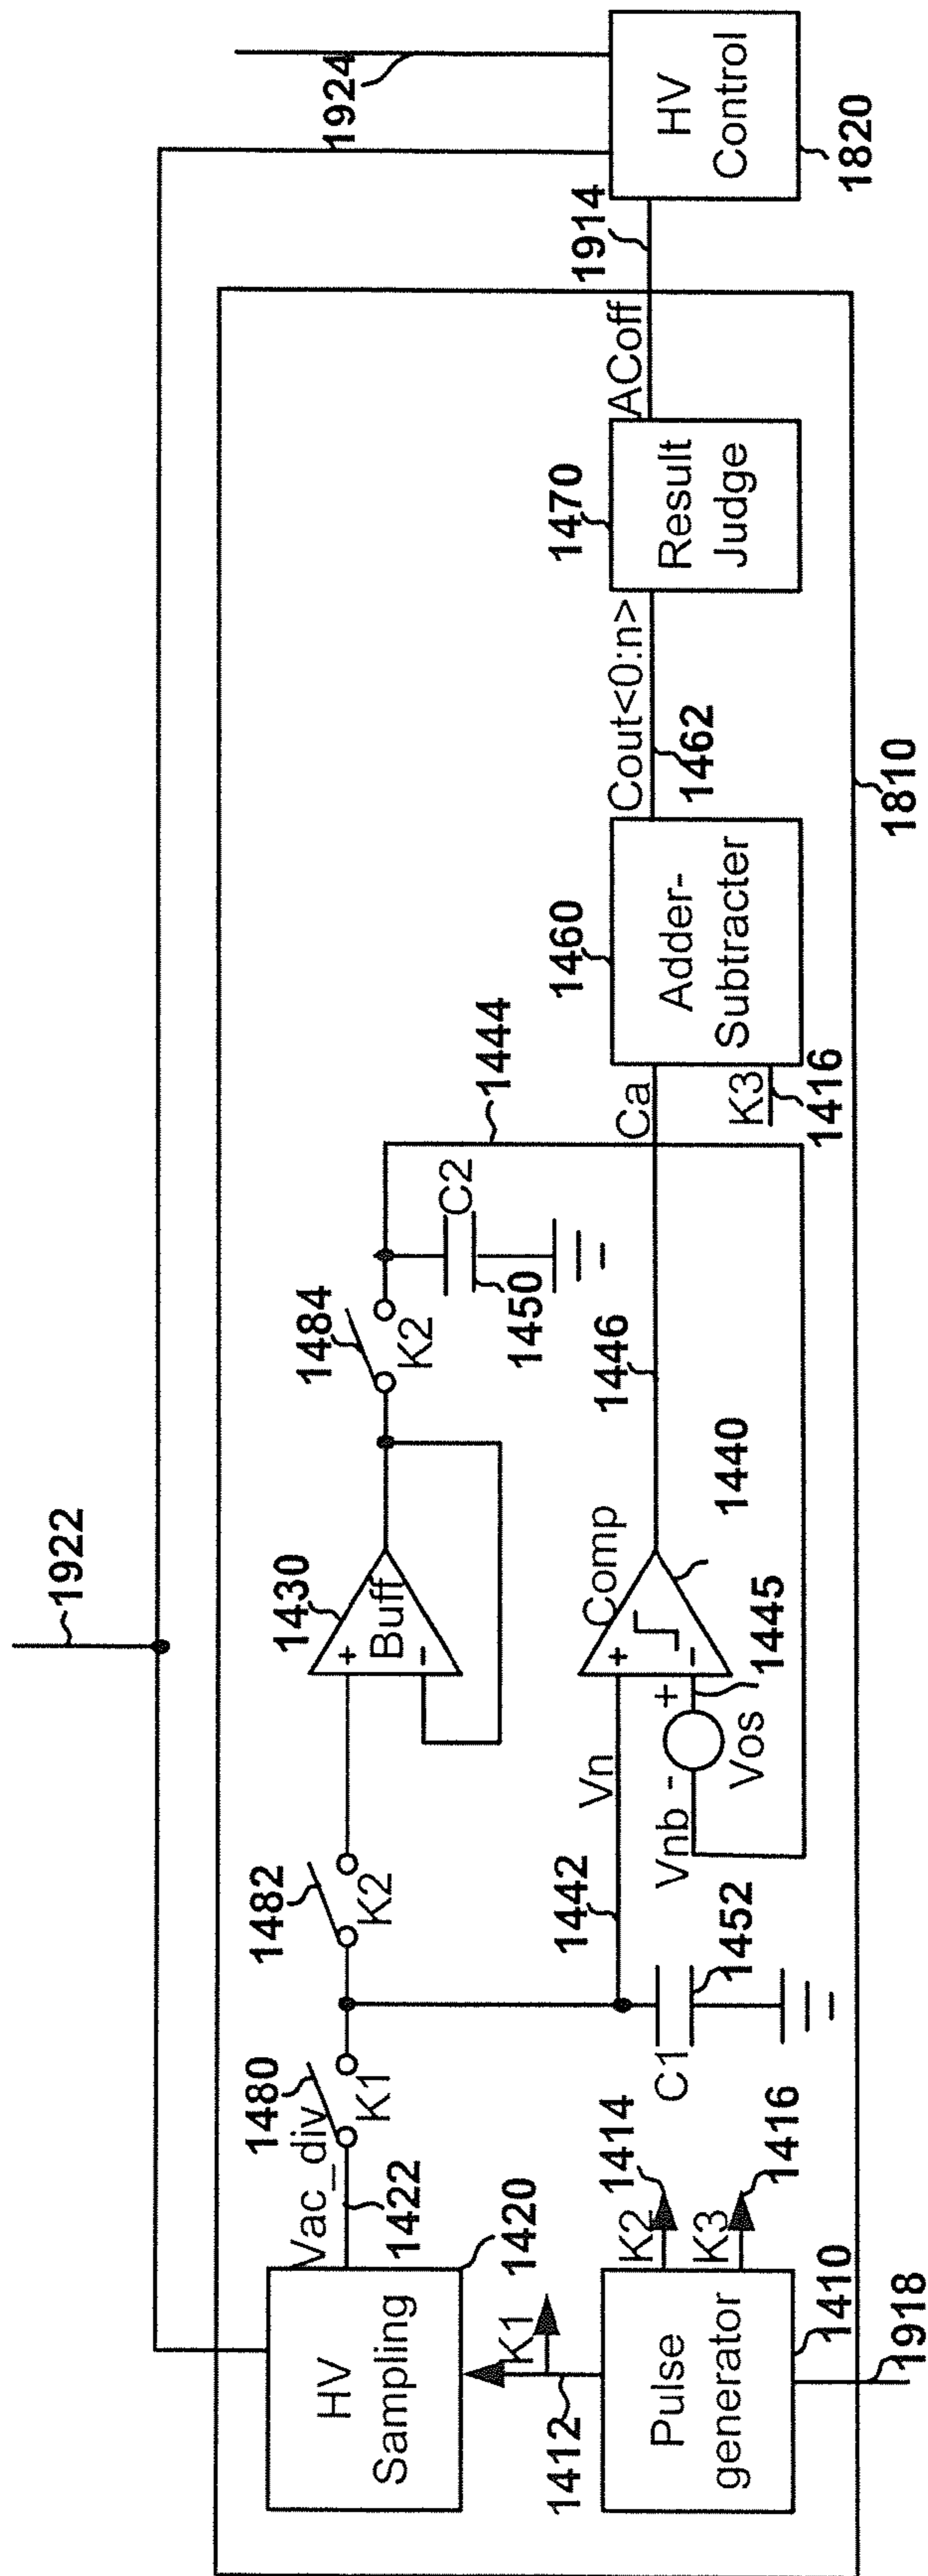 1922
1924
HV
Control
1820
1914
ACoff
Result
Judge
1470
Cout<0:n>
1462
1810
Adder-
Subtracter
1460
Ca
K3
1416
1444
C2
1450
1484
K2
1446
1430
Buff
+
-
Comp
1440
+
-
1445
+
Vos
-
Vnb
Vn
1442
1482
K2
1452
C1
1480
K1
Vac_div
1422
HV
Sampling
1420
K1
1412
Pulse
generator
K2
1414
K3
1416
1410
1918